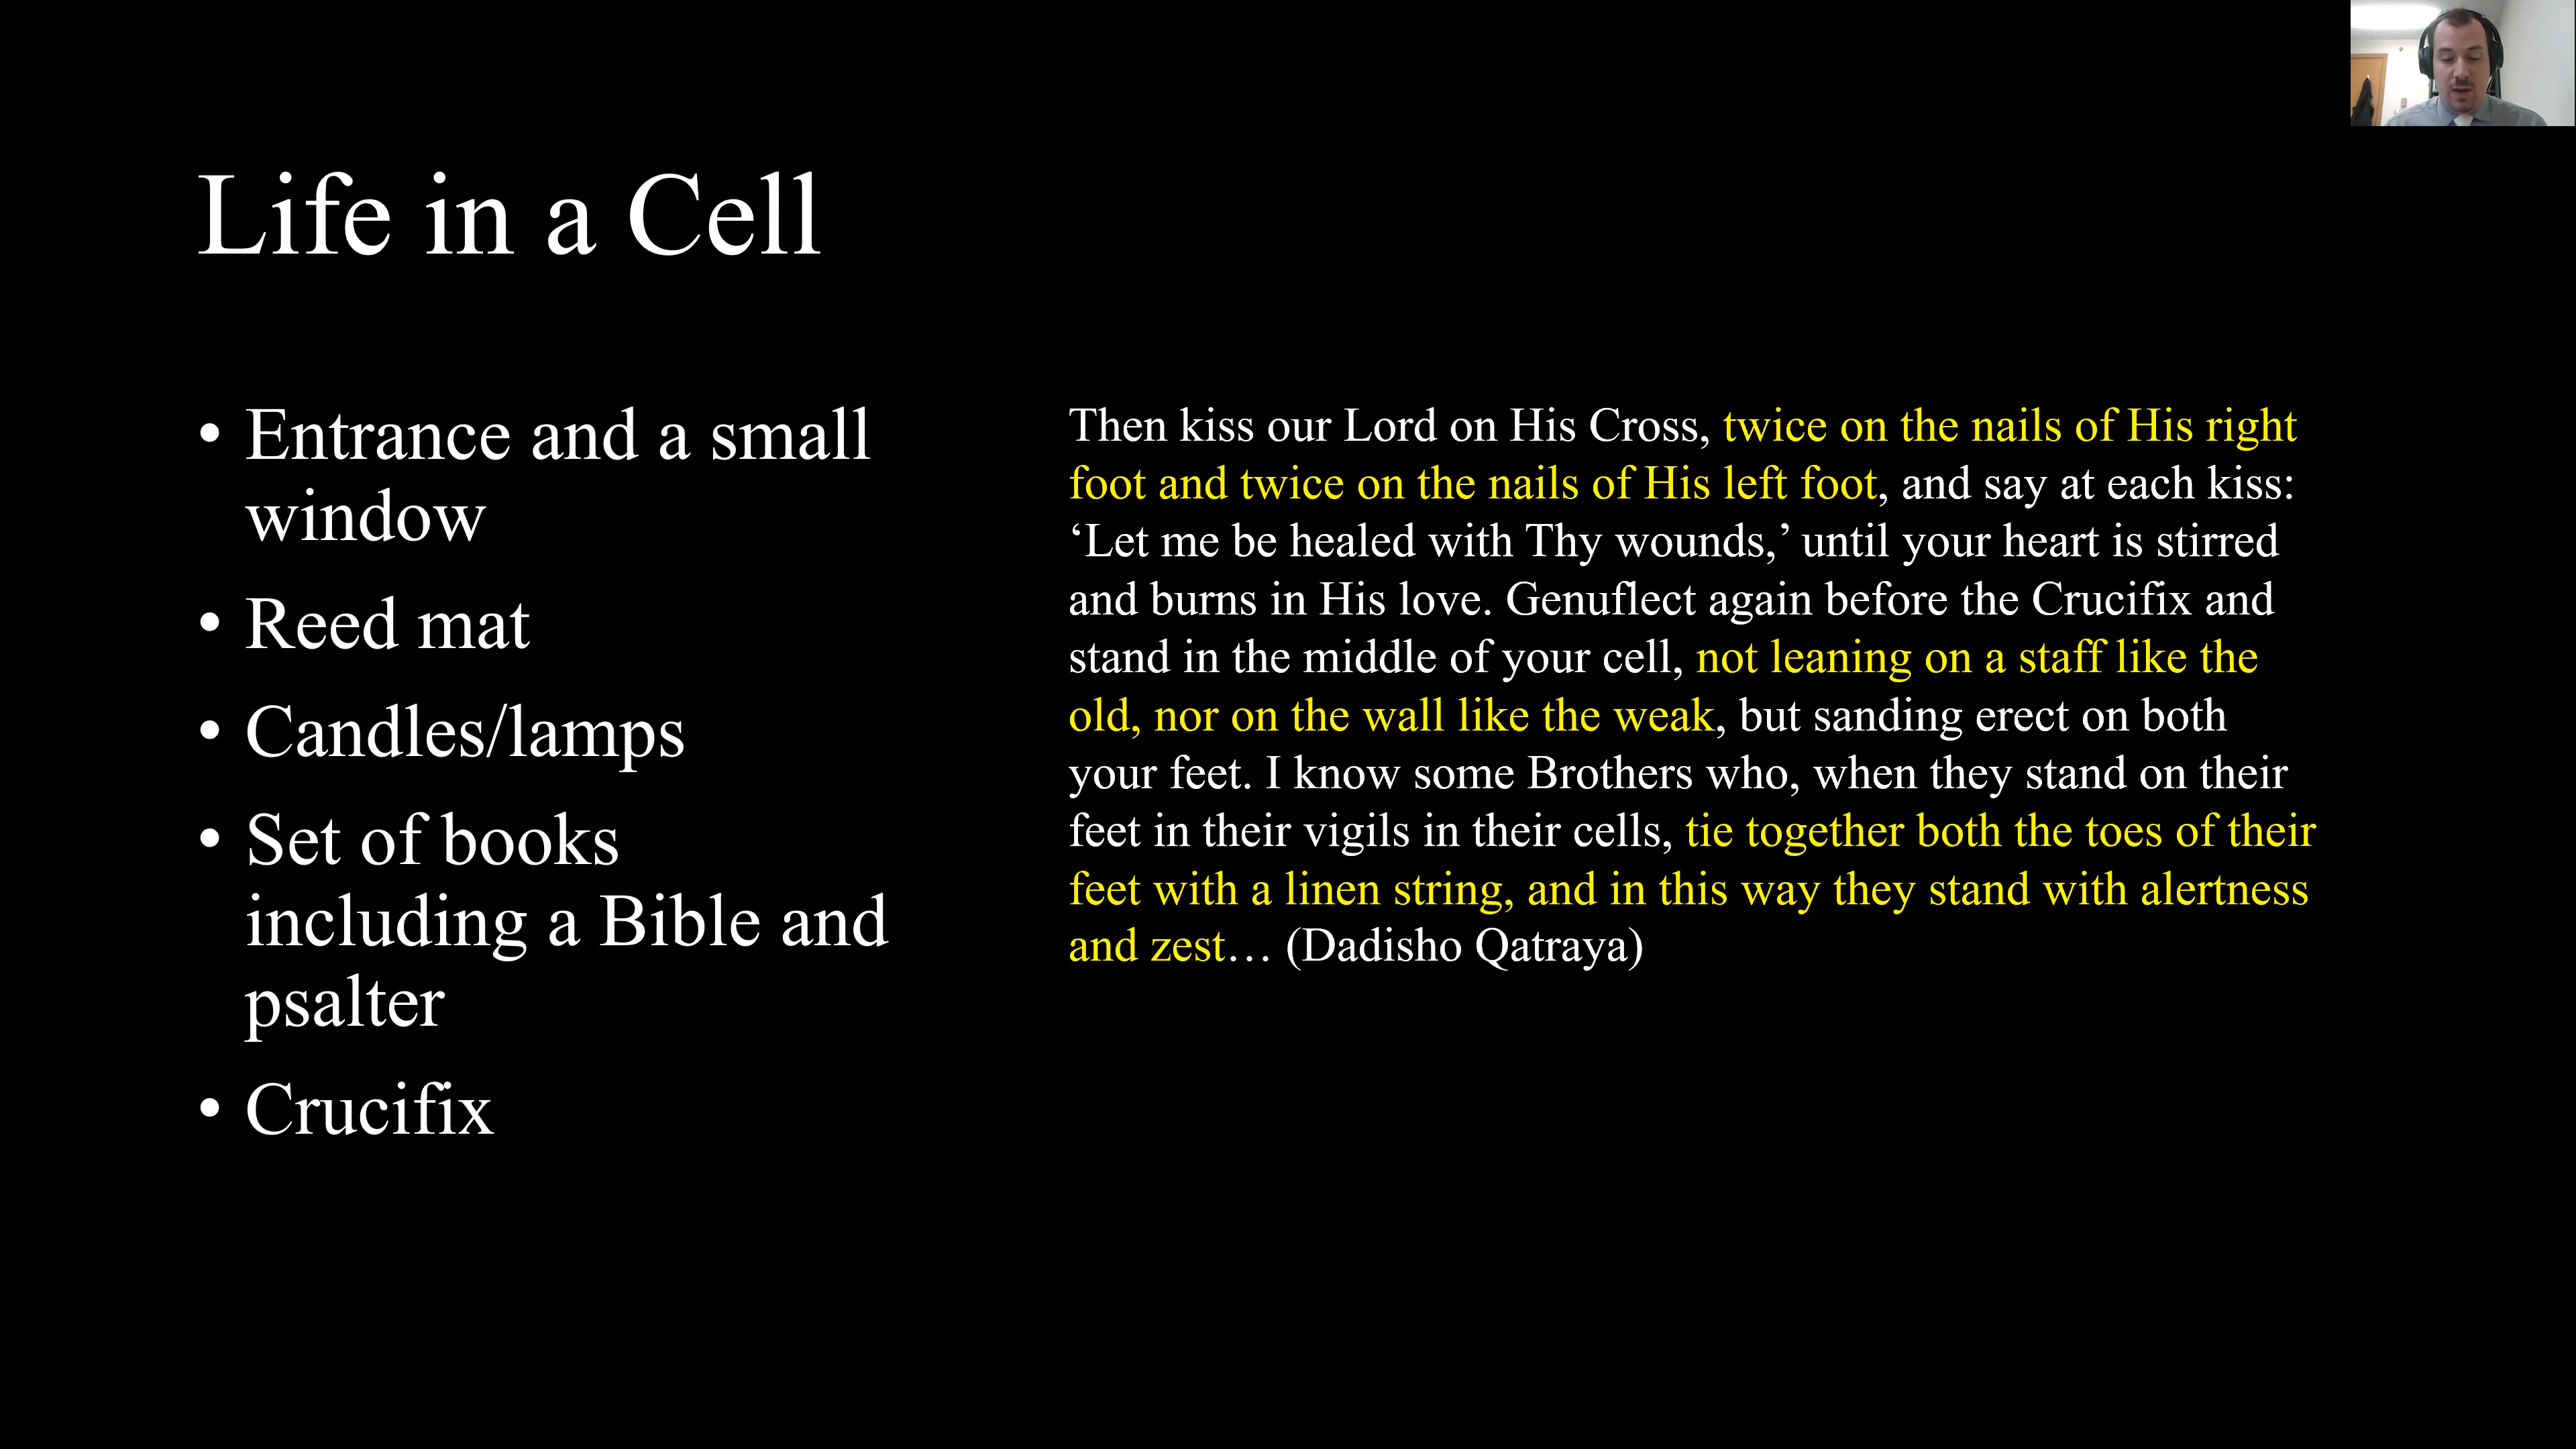 Life in a Cell
• Entrance and a small
window
• Reed mat
• Candles/lamps
• Set of books
including a Bible and
psalter
• Crucifix
Then kiss our Lord on His Cross, twice on the nails of His right
foot and twice on the nails of His left foot, and say at each kiss:
‘Let me be healed with Thy wounds,’ until your heart is stirred
and burns in His love. Genuflect again before the Crucifix and
stand in the middle of your cell, not leaning on a staff like the
old, nor on the wall like the weak, but sanding erect on both
your feet. I know some Brothers who, when they stand on their
feet in their vigils in their cells, tie together both the toes of their
feet with a linen string, and in this way they stand with alertness
and zest… (Dadisho Qatraya)